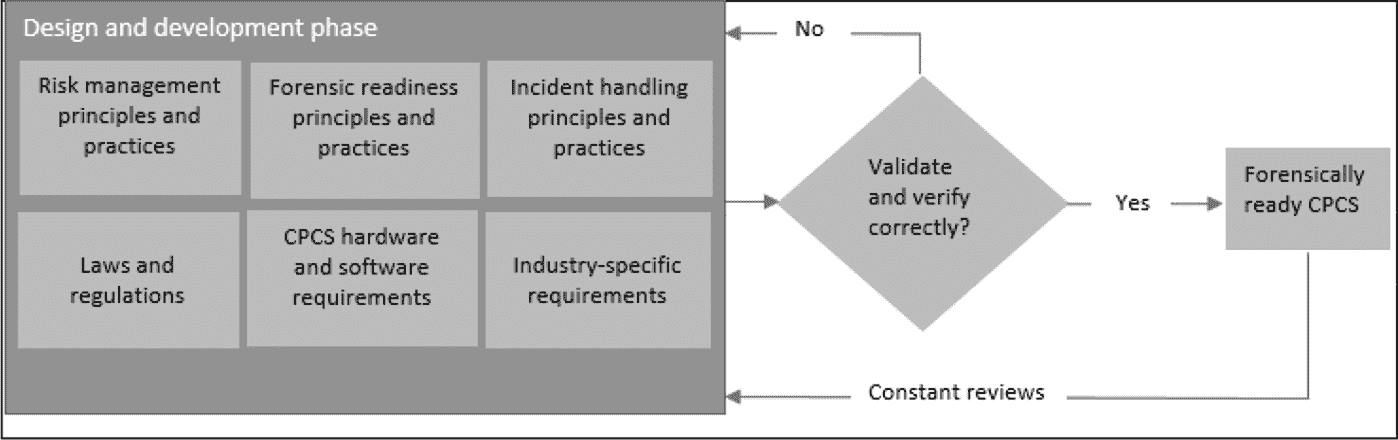 Design and development phase
Risk management
principles and
practices
Forensic readiness
principles and
practices
Incident handling
principles and
practices
Laws and
regulations
CPCS hardware
and software
requirements
Industry-specific
requirements
No
Validate
and verify
correctly?
Yes
Forensically
ready CPCS
Constant reviews